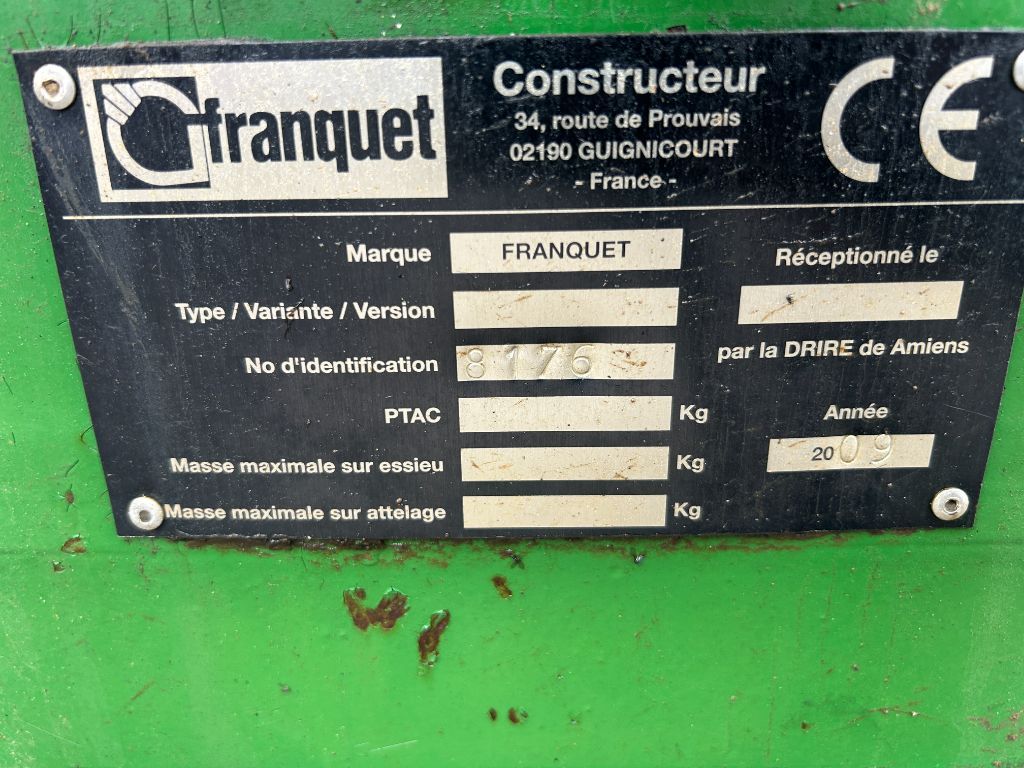 franquet
Constructeur
34, route de Prouvais
02190 GUIGNICOURT
- France -
CE
Marque FRANQUET
Type / Variante / Version
No d'identification 8176
PTAC Kg
Masse maximale sur essieu Kg
Masse maximale sur attelage Kg
Réceptionné le
par la DRIRE de Amiens
Année
2009